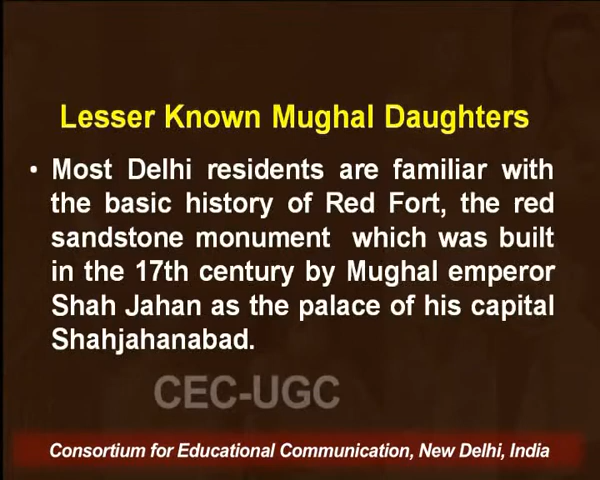 Lesser Known Mughal Daughters
• Most Delhi residents are familiar with
the basic history of Red Fort, the red
sandstone monument which was built
in the 17th century by Mughal emperor
Shah Jahan as the palace of his capital
Shahjahanabad.
CEC-UGC
Consortium for Educational Communication, New Delhi, India